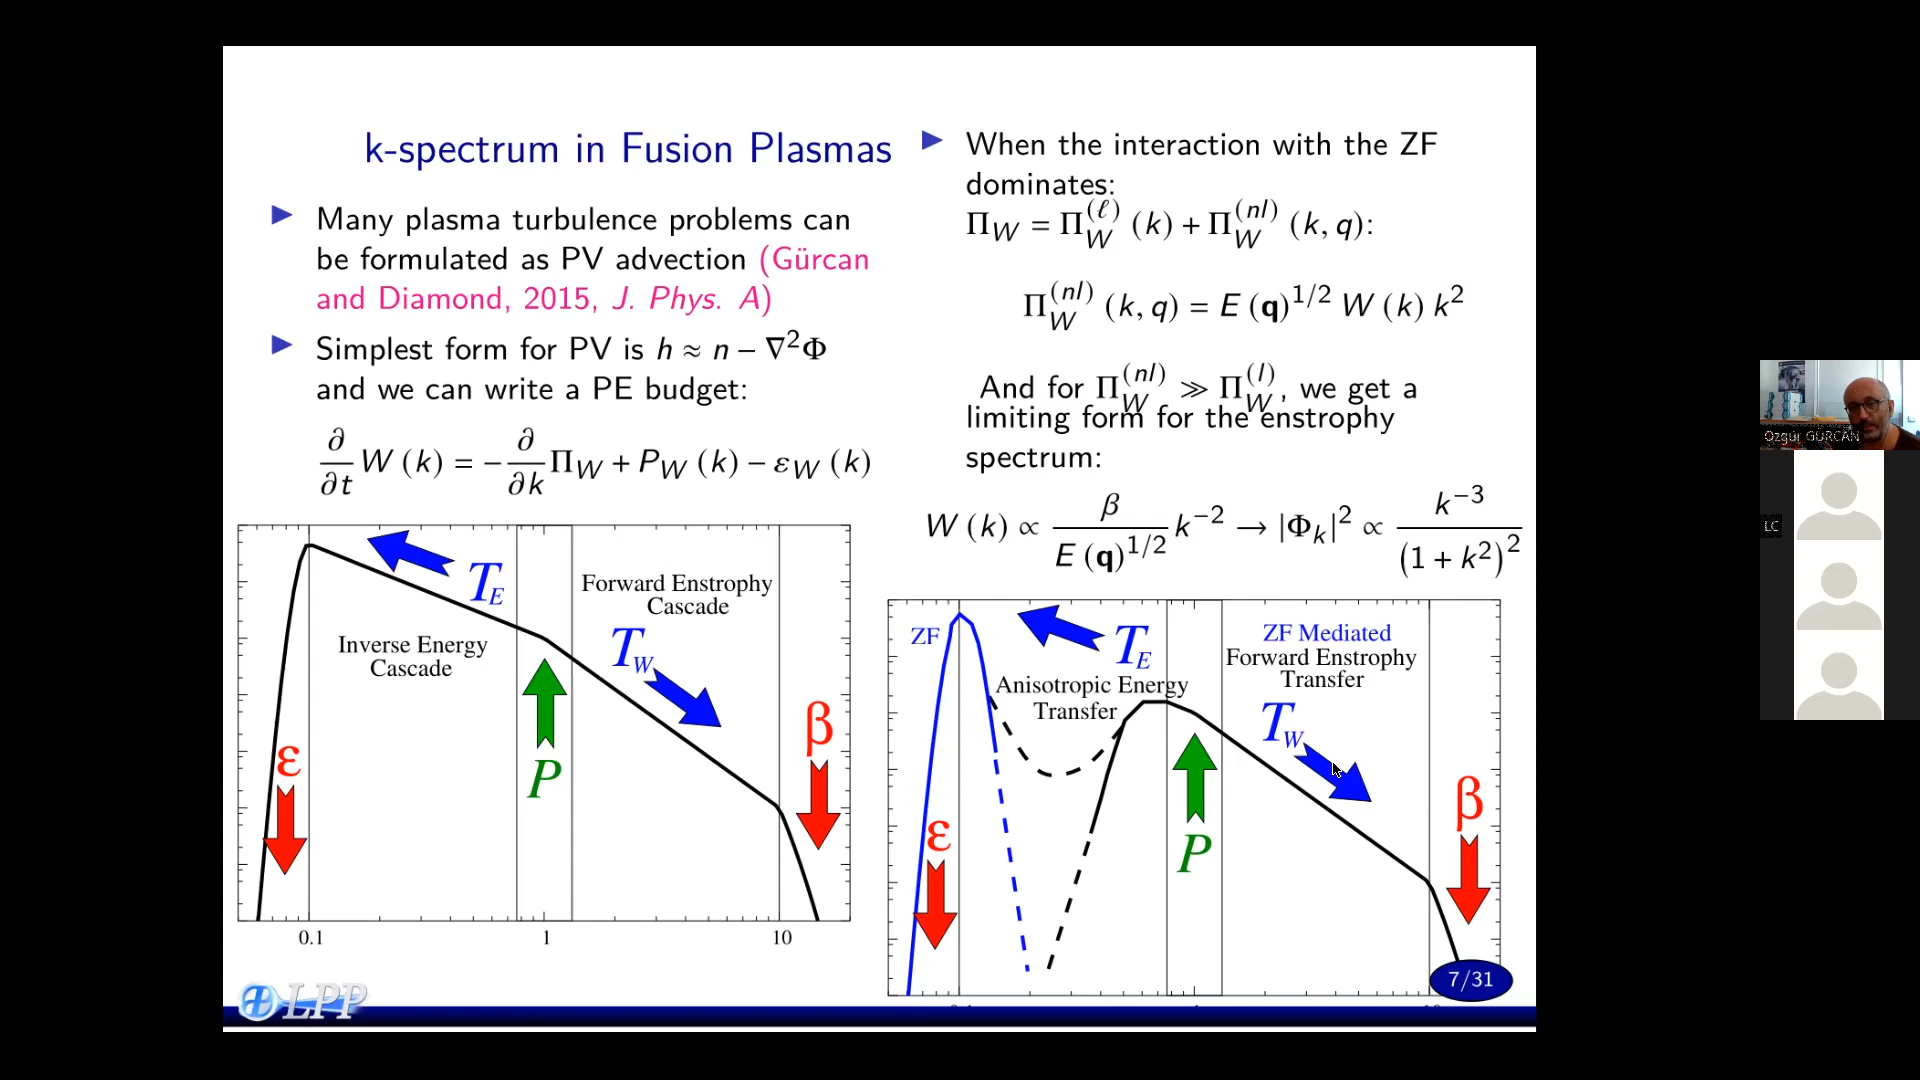 k-spectrum in Fusion Plasmas
▶ Many plasma turbulence problems can
be formulated as PV advection (Gürcan
and Diamond, 2015, J. Phys. A)
▶ Simplest form for PV is h ≈ n − ∇²Φ
and we can write a PE budget:
∂/∂t W (k) = −∂/∂k Π_W + P_W (k) − ε_W (k)
T_E
Forward Enstrophy
Cascade
Inverse Energy
Cascade
T_W
ε
P
β
0.1
1
10
▶ When the interaction with the ZF
dominates:
Π_W = Π_W^(ℓ) (k) + Π_W^(nl) (k, q):
Π_W^(nl) (k, q) = E (q)^1/2 W (k) k²
And for Π_W^(nl) ≫ Π_W^(l), we get a
limiting form for the enstrophy
spectrum:
W (k) ∝ β / E (q)^1/2 k^−2 → |Φ_k|² ∝ k^−3 / (1 + k²)²
ZF
T_E
ZF Mediated
Forward Enstrophy
Transfer
Anisotropic Energy
Transfer
T_W
ε
P
β
7/31
LPP
Özgür GÜRCAN
LC